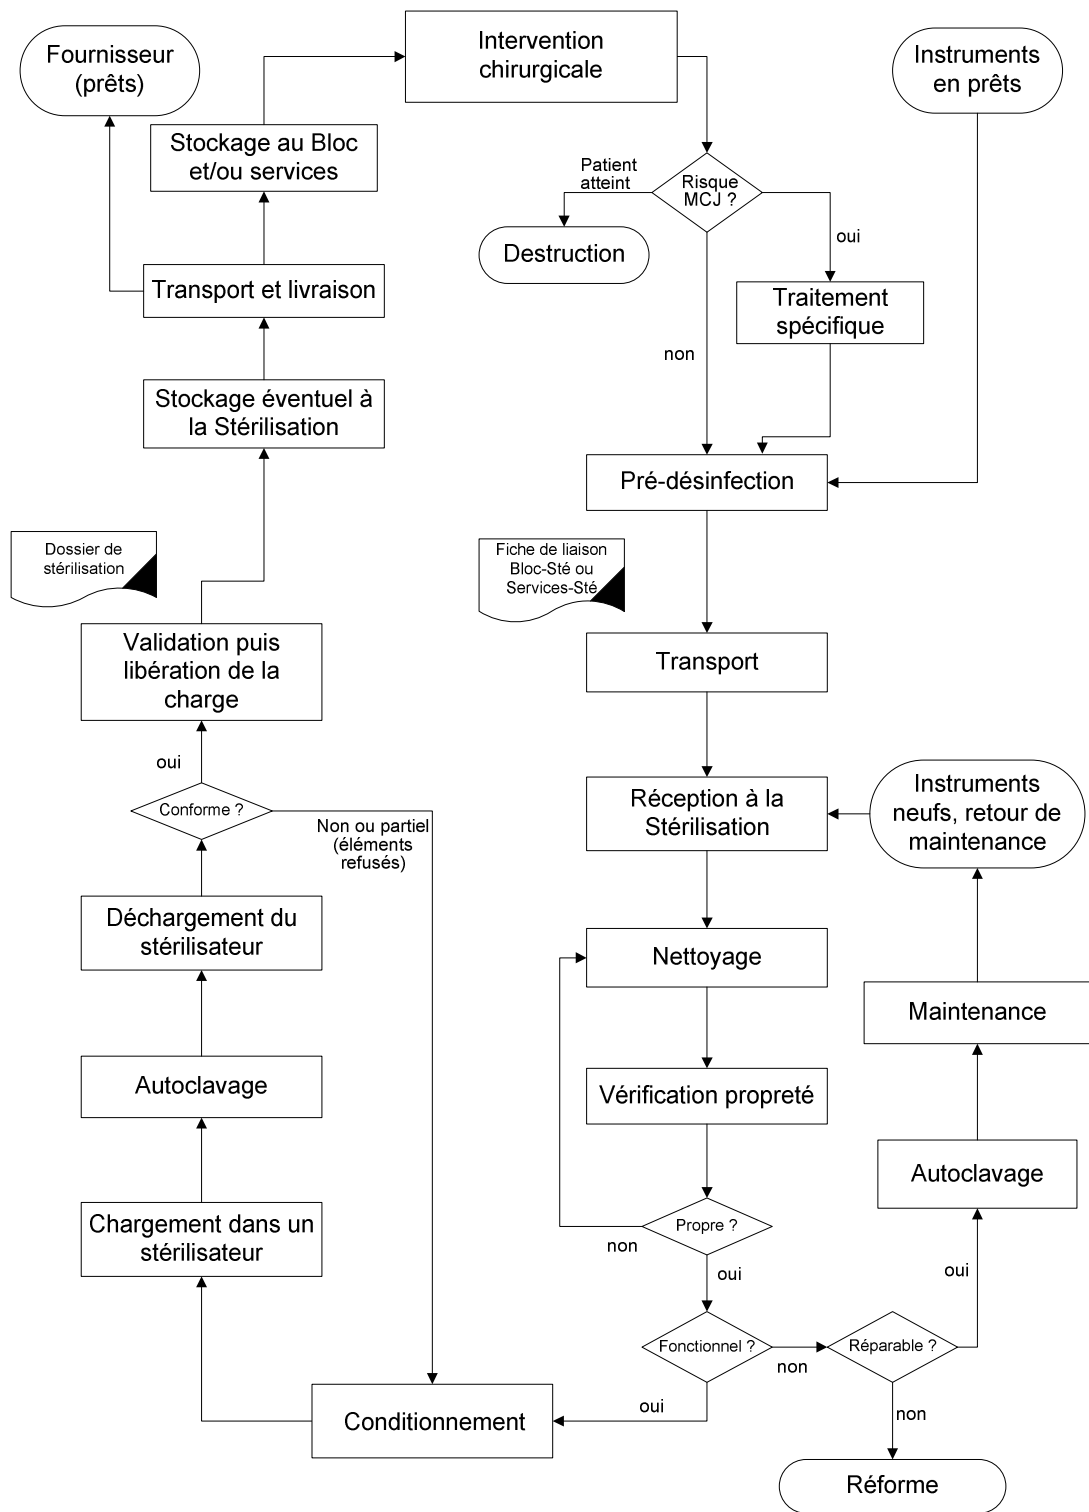 Fournisseur
(prêts)
Intervention
chirurgicale
Instruments
en prêts
Stockage au Bloc
et/ou services
Patient
atteint
Risque
MCJ ?
Destruction
oui
Transport et livraison
Traitement
spécifique
non
Stockage éventuel à
la Stérilisation
Pré-désinfection
Dossier de
stérilisation
Fiche de liaison
Bloc-Sté ou
Services-Sté
Validation puis
libération de la
charge
Transport
oui
Conforme ?
Non ou partiel
(éléments
refusés)
Réception à la
Stérilisation
Instruments
neufs, retour de
maintenance
Déchargement du
stérilisateur
Nettoyage
Maintenance
Autoclavage
Vérification propreté
Autoclavage
Chargement dans un
stérilisateur
Propre ?
non
oui
oui
Fonctionnel ?
non
Réparable ?
oui
Conditionnement
non
Réforme